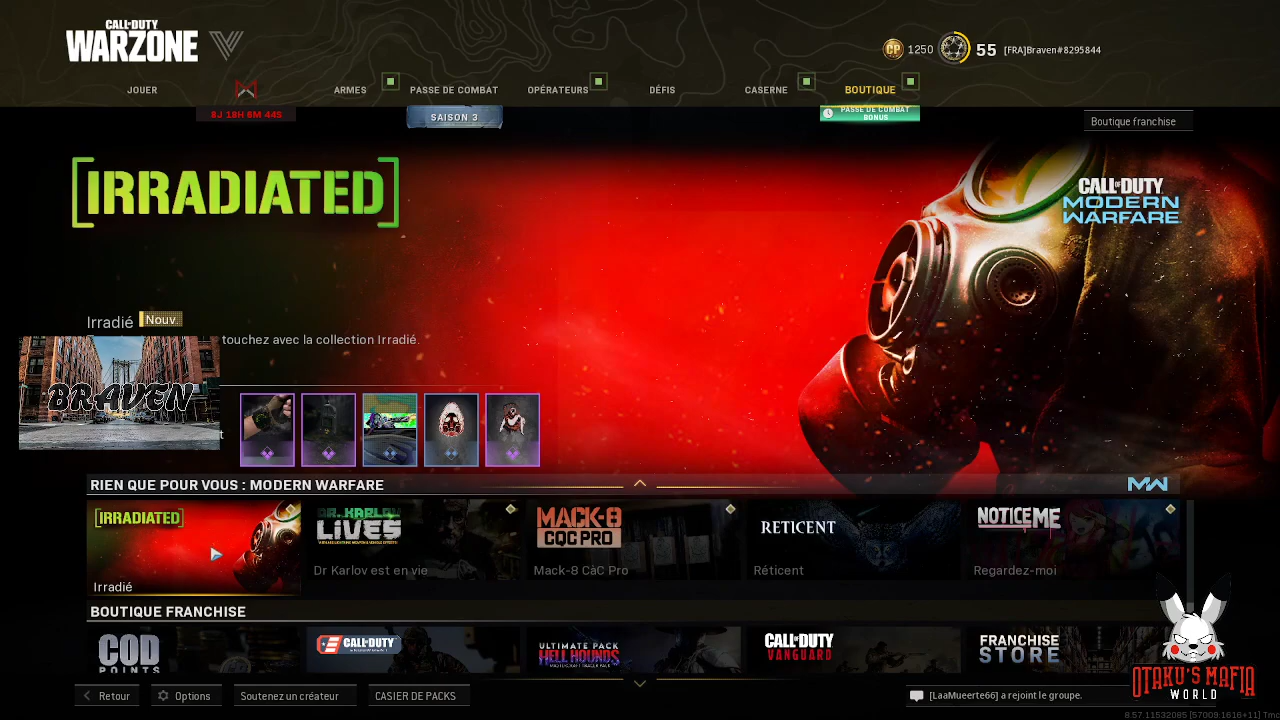 CALL OF DUTY
WARZONE
CP 1250
55
[FRA]Braven#8295844
JOUER
ARMES
PASSE DE COMBAT
OPÉRATEURS
DÉFIS
CASERNE
BOUTIQUE
8J 18H 6M 44S
SAISON 3
PASSE DE COMBAT
BONUS
Boutique franchise
[IRRADIATED]
CALL OF DUTY
MODERN
WARFARE
Irradié Nouv.
touchez avec la collection Irradié.
BRAVEN
t
RIEN QUE POUR VOUS : MODERN WARFARE
MW
[IRRADIATED]
Irradié
DR. KARLOV
LIVES
Dr Karlov est en vie
MACK-8
CQC PRO
Mack-8 CàC Pro
RETICENT
Réticent
NOTICE ME
Regardez-moi
BOUTIQUE FRANCHISE
COD
POINTS
CALL OF DUTY
ULTIMATE PACK
HELL HOUNDS
CALL OF DUTY
VANGUARD
FRANCHISE
STORE
Retour
Options
Soutenez un créateur
CASIER DE PACKS
[LaaMueerte66] a rejoint le groupe.
OTAKU'S MAFIA
WORLD